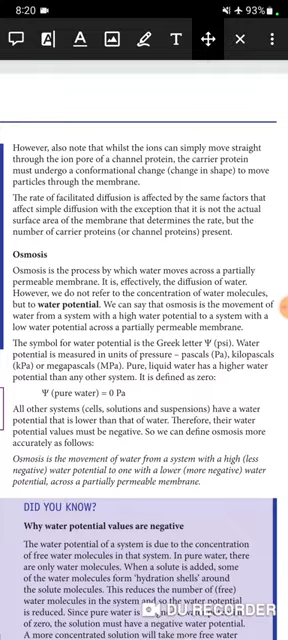 8:20
93%
A
A
T
However, also note that whilst the ions can simply move straight
through the ion pore of a channel protein, the carrier protein
must undergo a conformational change (change in shape) to move
particles through the membrane.
The rate of facilitated diffusion is affected by the same factors that
affect simple diffusion with the exception that it is not the actual
surface area of the membrane that determines the rate, but the
number of carrier proteins (or channel proteins) present.
Osmosis
Osmosis is the process by which water moves across a partially
permeable membrane. It is, effectively, the diffusion of water.
However, we do not refer to the concentration of water molecules,
but to water potential. We can say that osmosis is the movement of
water from a system with a high water potential to a system with a
low water potential across a partially permeable membrane.
The symbol for water potential is the Greek letter Ψ (psi). Water
potential is measured in units of pressure – pascals (Pa), kilopascals
(kPa) or megapascals (MPa). Pure, liquid water has a higher water
potential than any other system. It is defined as zero:
Ψ (pure water) = 0 Pa
All other systems (cells, solutions and suspensions) have a water
potential that is lower than that of water. Therefore, their water
potential values must be negative. So we can define osmosis more
accurately as follows:
Osmosis is the movement of water from a system with a high (less
negative) water potential to one with a lower (more negative) water
potential, across a partially permeable membrane.
DID YOU KNOW?
Why water potential values are negative
The water potential of a system is due to the concentration
of free water molecules in that system. In pure water, there
are only water molecules. When a solute is added, some
of the water molecules form 'hydration shells' around
the solute molecules. This reduces the number of (free)
water molecules in the system and so the water potential
is reduced. Since pure water is
of zero, the solution must have a negative water potential.
A more concentrated solution will take more free water
DU RECORDER